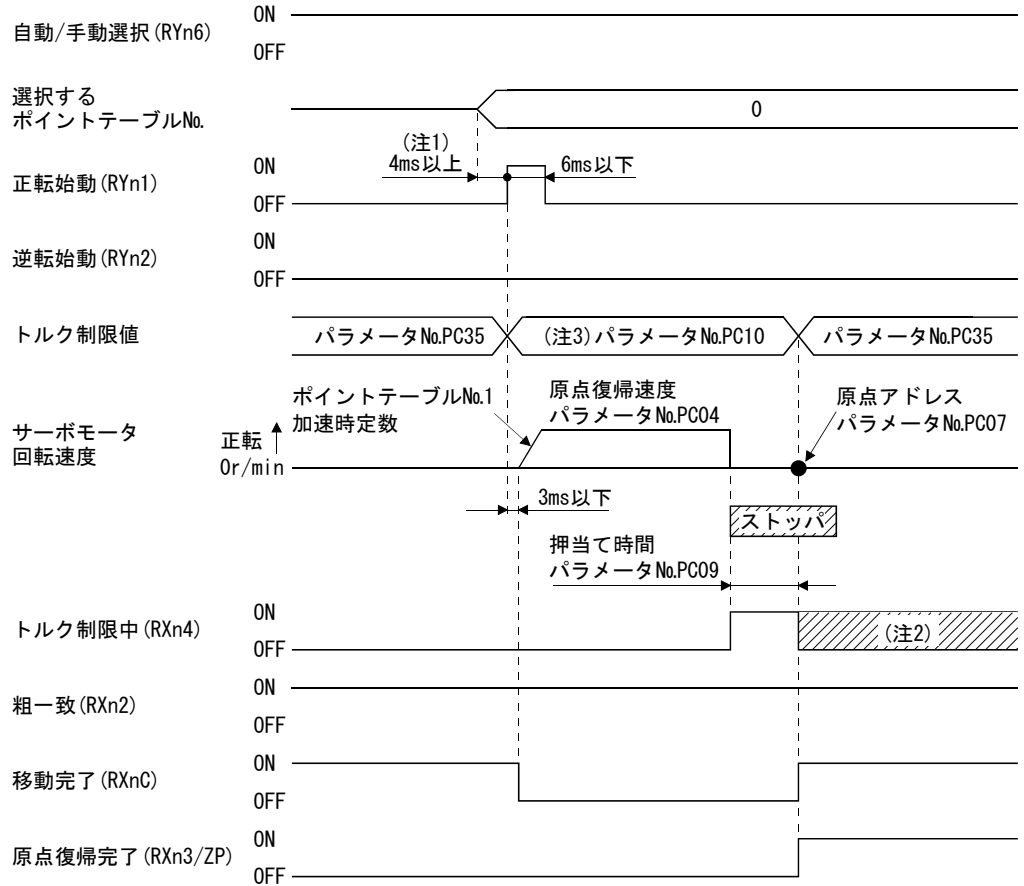 自動/手動選択(RYn6)
ON
OFF
選択する
ポイントテーブルNo.
0
正転始動(RYn1)
ON
OFF
(注1)
4ms以上
6ms以下
逆転始動(RYn2)
ON
OFF
トルク制限値
パラメータNo.PC35
(注3)パラメータNo.PC10
パラメータNo.PC35
サーボモータ
回転速度
正転
0r/min
ポイントテーブルNo.1
加速時定数
原点復帰速度
パラメータNo.PC04
原点アドレス
パラメータNo.PC07
3ms以下
ストッパ
押当て時間
パラメータNo.PC09
トルク制限中(RXn4)
ON
OFF
(注2)
粗一致(RXn2)
ON
OFF
移動完了(RXnC)
ON
OFF
原点復帰完了(RXn3/ZP)
ON
OFF